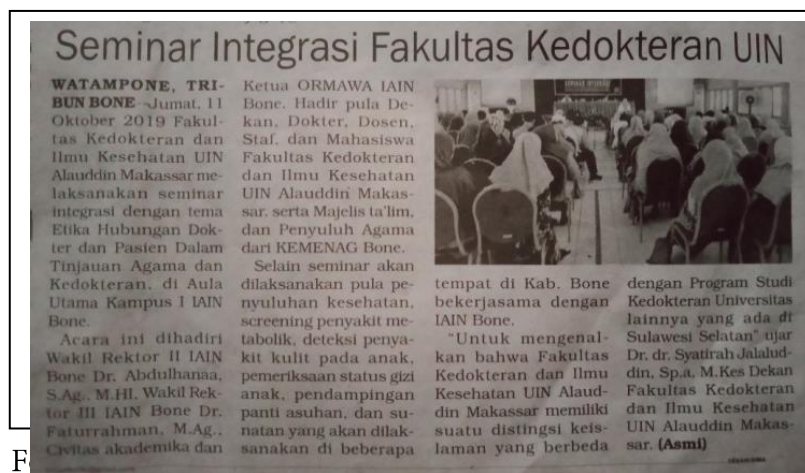 Seminar Integrasi Fakultas Kedokteran UIN
WATAMPONE, TRI-
BUN BONE--Jumat, 11
Oktober 2019 Fakul-
tas Kedokteran dan
Ilmu Kesehatan UIN
Alauddin Makassar me-
laksanakan seminar
integrasi dengan tema
Etika Hubungan Dok-
ter dan Pasien Dalam
Tinjauan Agama dan
Kedokteran, di Aula
Utama Kampus I IAIN
Bone.
Acara ini dihadiri
Wakil Rektor II IAIN
Bone Dr. Abdulhanaa,
S.Ag., M.HI, Wakil Rek-
tor III IAIN Bone Dr.
Faturrahman, M.Ag.,
Civitas akademika dan
Ketua ORMAWA IAIN
Bone. Hadir pula De-
kan, Dokter, Dosen,
Staf, dan Mahasiswa
Fakultas Kedokteran
dan Ilmu Kesehatan
UIN Alauddin Makas-
sar, serta Majelis ta'lim,
dan Penyuluh Agama
dari KEMENAG Bone.
Selain seminar akan
dilaksanakan pula pe-
nyuluhan kesehatan,
screening penyakit me-
tabolik, deteksi penya-
kit kulit pada anak,
pemeriksaan status gizi
anak, pendampingan
panti asuhan, dan su-
natan yang akan dilak-
sanakan di beberapa
tempat di Kab. Bone
bekerjasama dengan
IAIN Bone.
"Untuk mengenal-
kan bahwa Fakultas
Kedokteran dan Ilmu
Kesehatan UIN Alaud-
din Makassar memiliki
suatu distingsi keis-
laman yang berbeda
dengan Program Studi
Kedokteran Universitas
lainnya yang ada di
Sulawesi Selatan" ujar
Dr. dr. Syatirah Jalalud-
din, Sp.a, M.Kes Dekan
Fakultas Kedokteran
dan Ilmu Kesehatan
UIN Alauddin Makas-
sar. (Asmi)